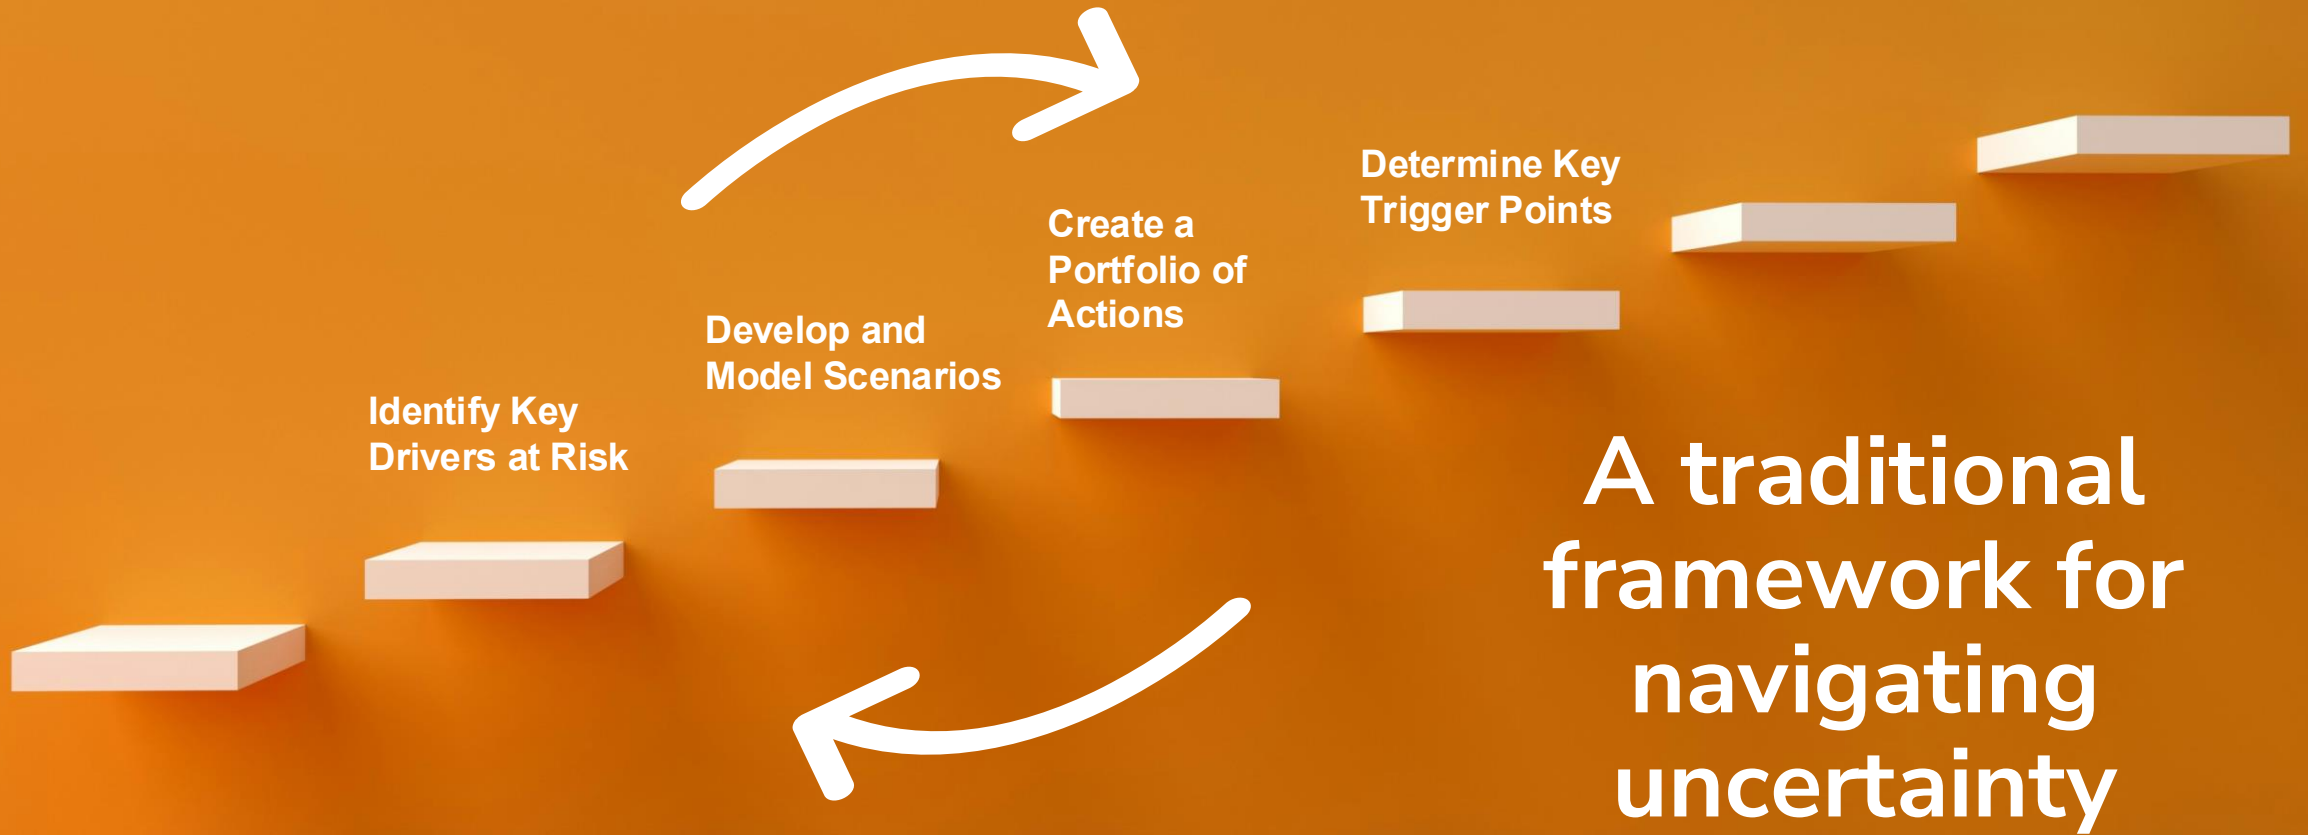 Identify Key
Drivers at Risk
Develop and
Model Scenarios
Create a
Portfolio of
Actions
Determine Key
Trigger Points
A traditional
framework for
navigating
uncertainty